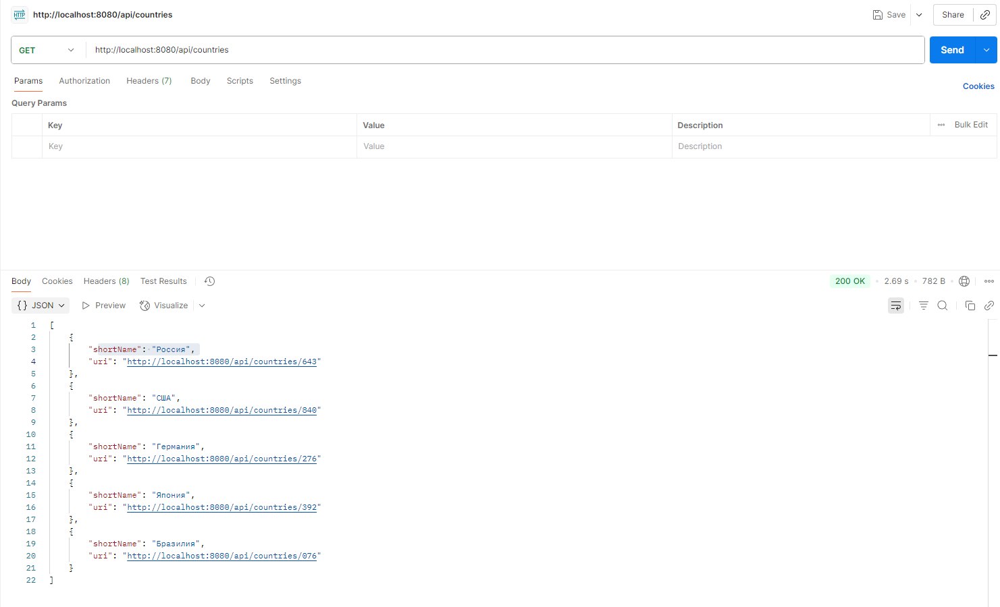 HTTP http://localhost:8080/api/countries Save Share
GET http://localhost:8080/api/countries Send
Params Authorization Headers (7) Body Scripts Settings Cookies
Query Params
Key Value Description Bulk Edit
Key Value Description
Body Cookies Headers (8) Test Results 200 OK 2.69 s 782 B
{} JSON Preview Visualize
1 [
2 {
3 "shortName": "Россия",
4 "uri": "http://localhost:8080/api/countries/643"
5 },
6 {
7 "shortName": "США",
8 "uri": "http://localhost:8080/api/countries/840"
9 },
10 {
11 "shortName": "Германия",
12 "uri": "http://localhost:8080/api/countries/276"
13 },
14 {
15 "shortName": "Япония",
16 "uri": "http://localhost:8080/api/countries/392"
17 },
18 {
19 "shortName": "Бразилия",
20 "uri": "http://localhost:8080/api/countries/076"
21 }
22 ]